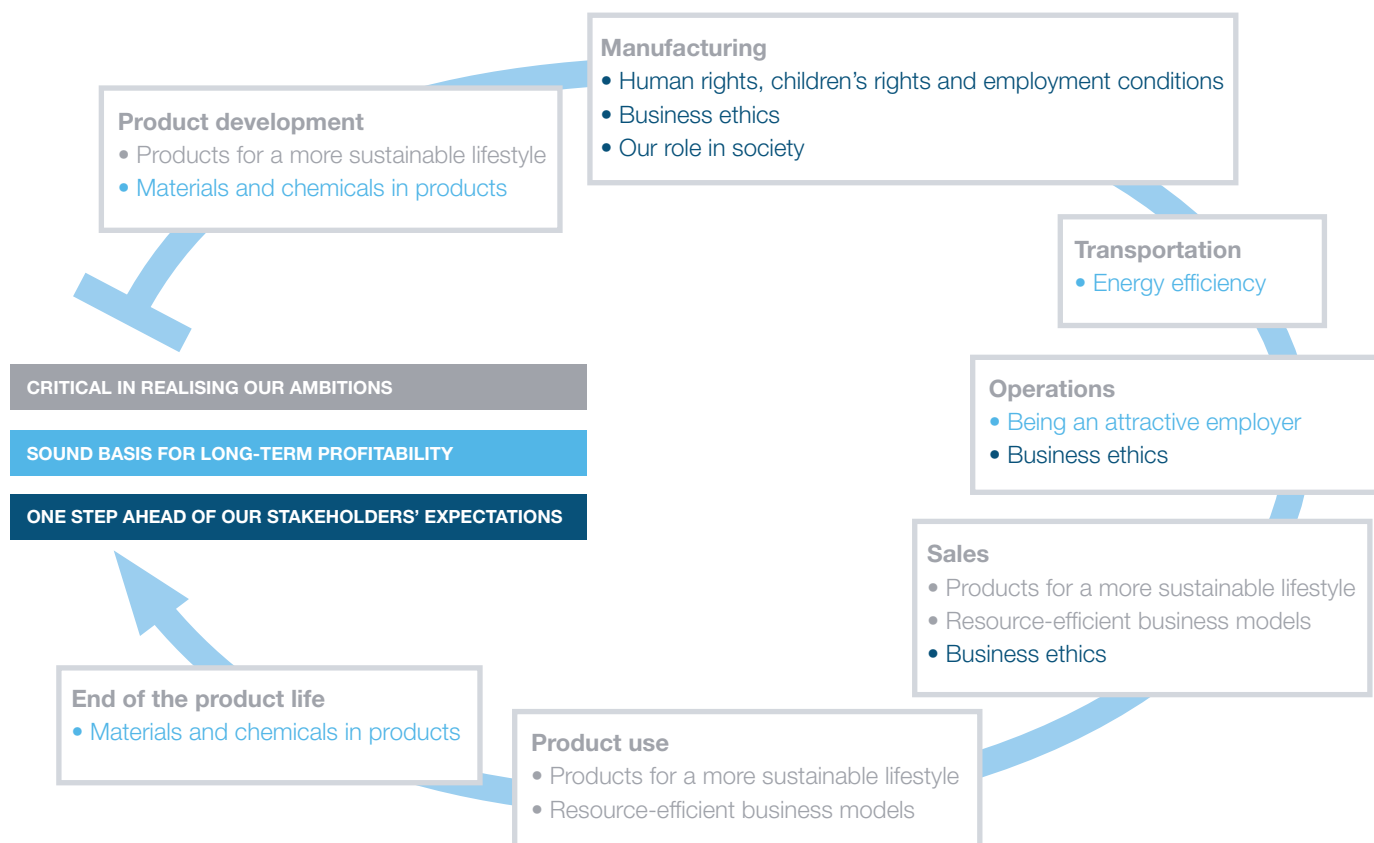 Manufacturing
• Human rights, children’s rights and employment conditions
• Business ethics
• Our role in society
Product development
• Products for a more sustainable lifestyle
• Materials and chemicals in products
Transportation
• Energy efficiency
CRITICAL IN REALISING OUR AMBITIONS
SOUND BASIS FOR LONG-TERM PROFITABILITY
ONE STEP AHEAD OF OUR STAKEHOLDERS’ EXPECTATIONS
Operations
• Being an attractive employer
• Business ethics
Sales
• Products for a more sustainable lifestyle
• Resource-efficient business models
• Business ethics
End of the product life
• Materials and chemicals in products
Product use
• Products for a more sustainable lifestyle
• Resource-efficient business models